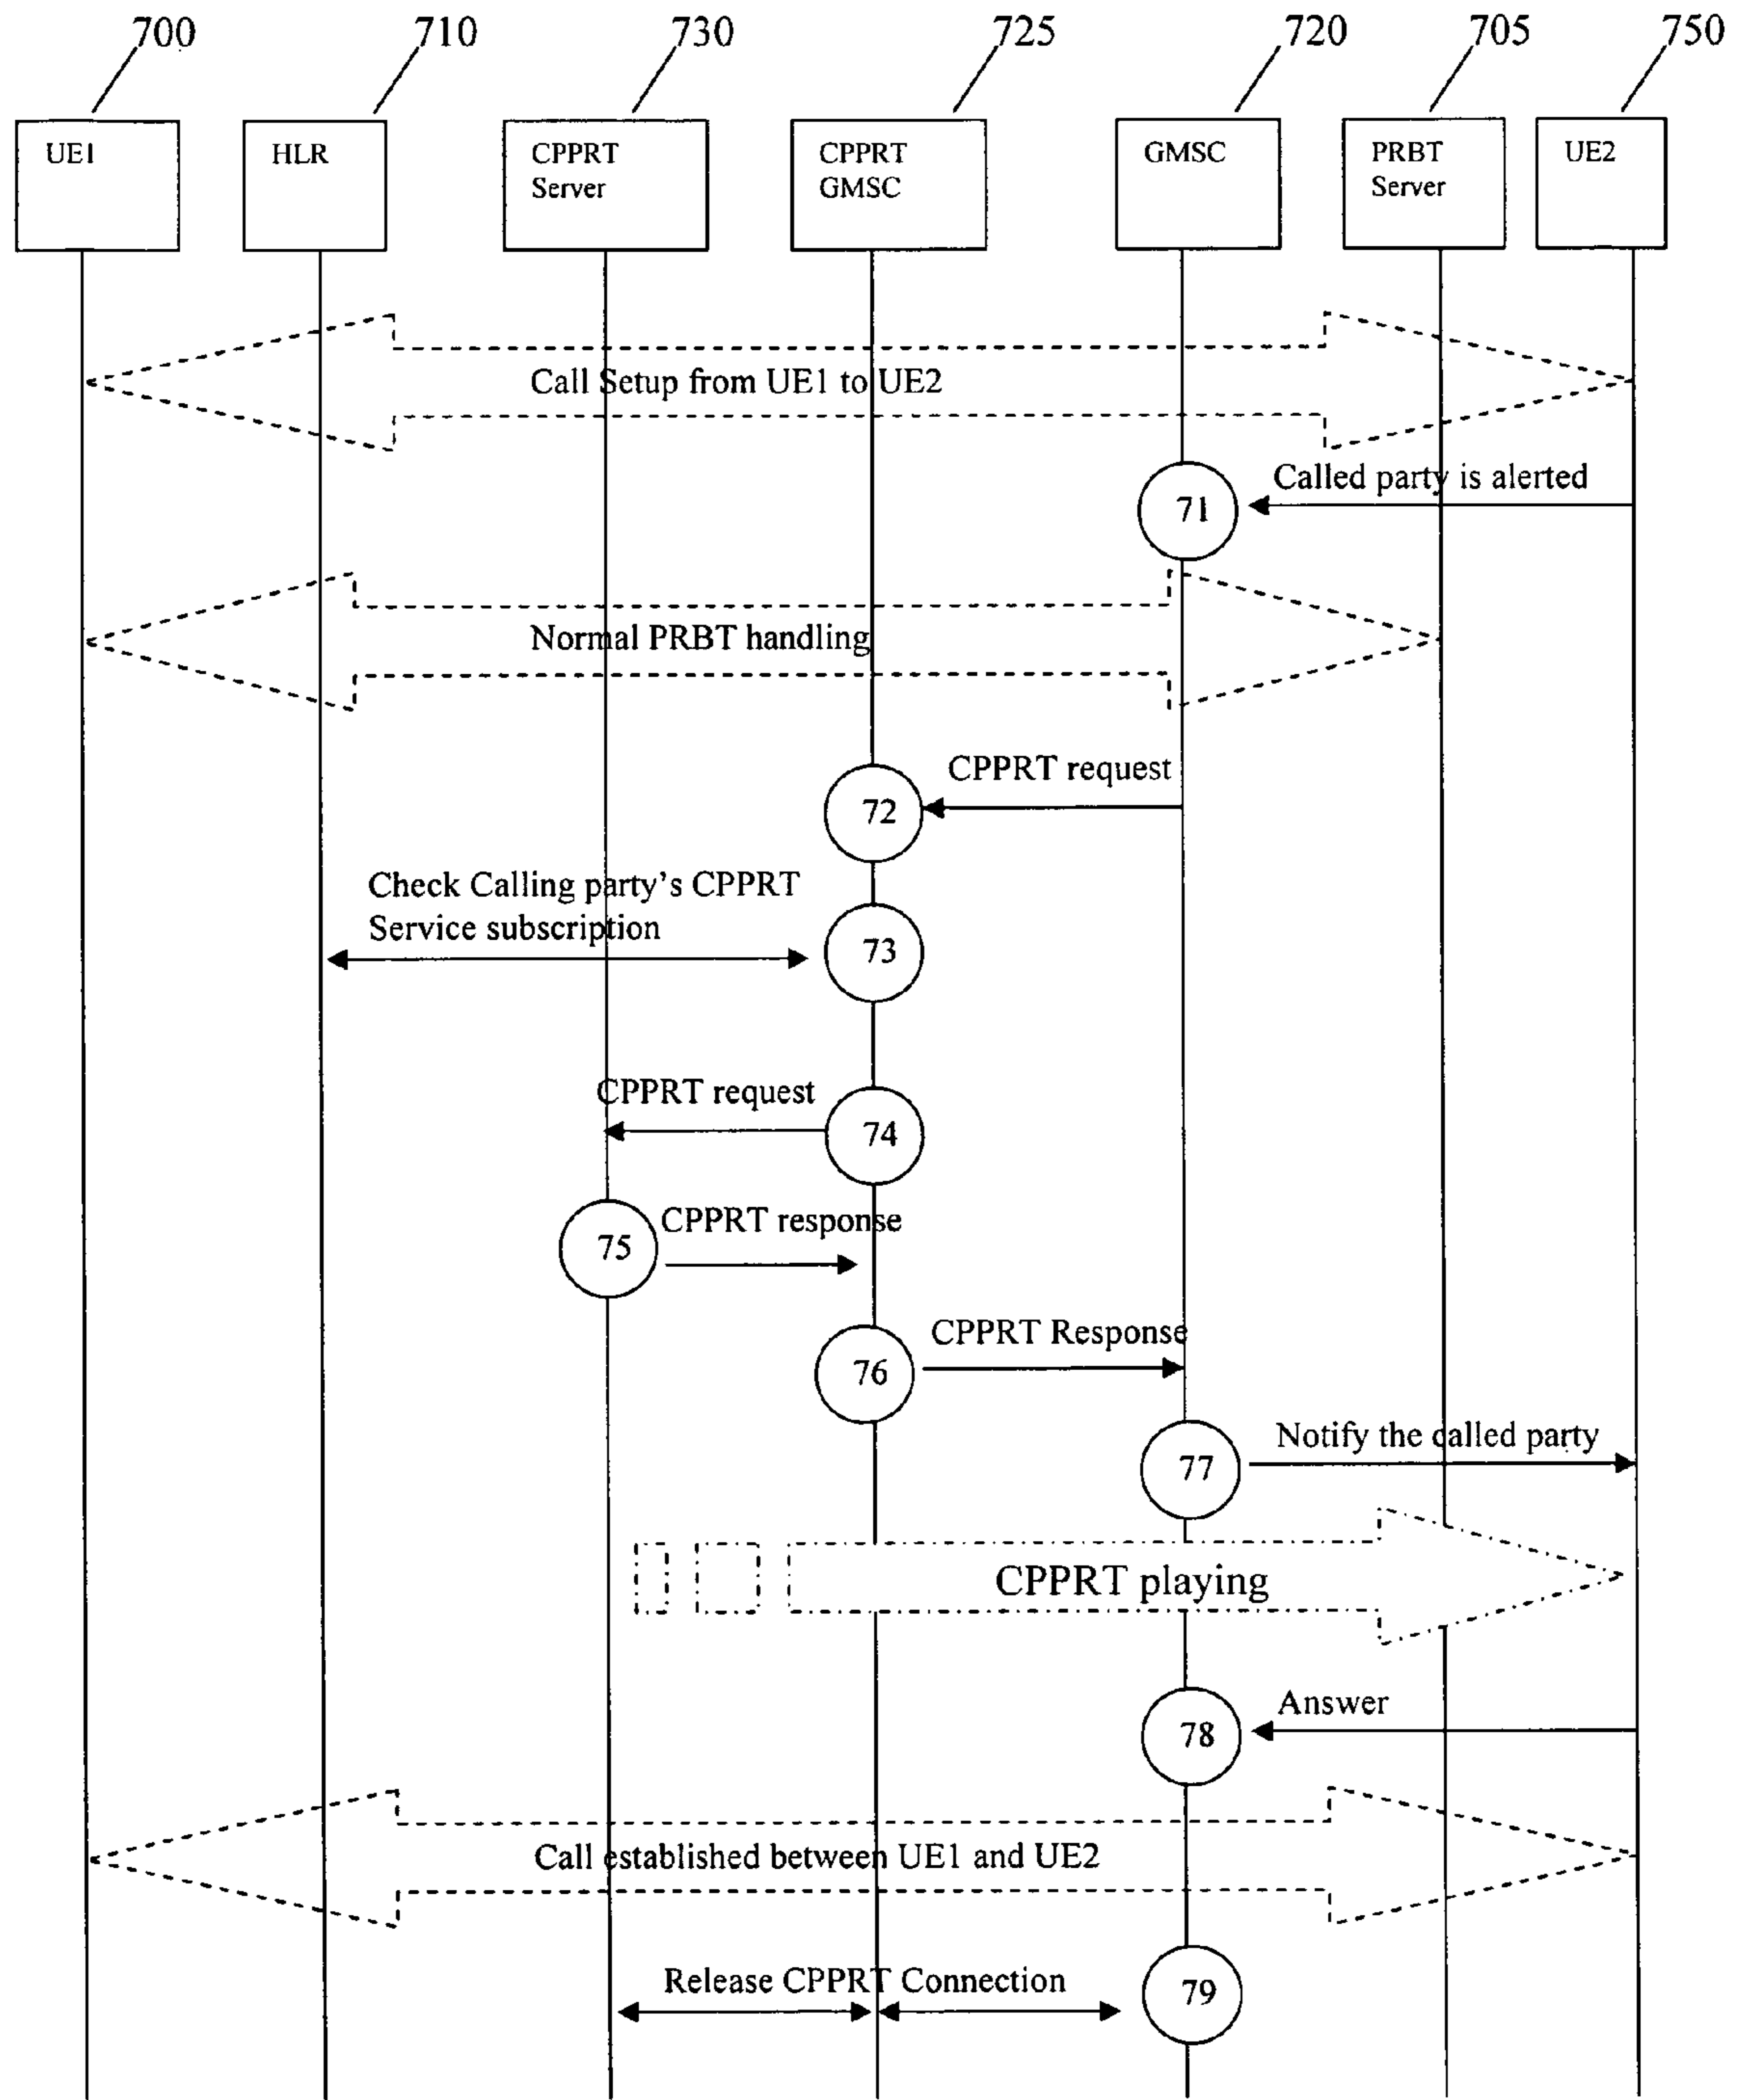 700 710 730 725 720 705 750
UE1 HLR CPPRT CPPRT GMSC PRBT UE2
Server GMSC Server
Call Setup from UE1 to UE2
Called party is alerted
71
Normal PRBT handling
CPPRT request
72
Check Calling party's CPPRT
Service subscription
73
CPPRT request
74
CPPRT response
75
CPPRT Response
76
Notify the called party
77
CPPRT playing
Answer
78
Call established between UE1 and UE2
Release CPPRT Connection
79